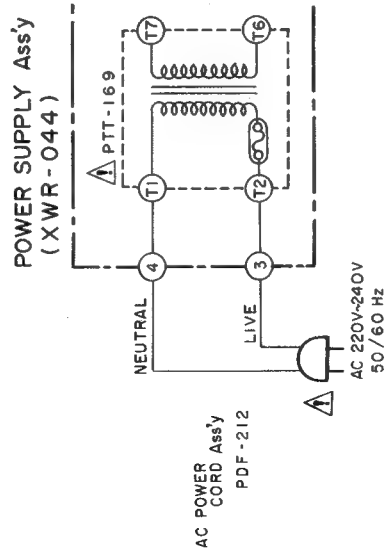 POWER SUPPLY Ass'y
(XWR-044)
PTT-169
T7
T6
T1
T2
4
3
NEUTRAL
LIVE
AC POWER
CORD Ass'y
PDF-212
AC 220V~240V
50/60 Hz